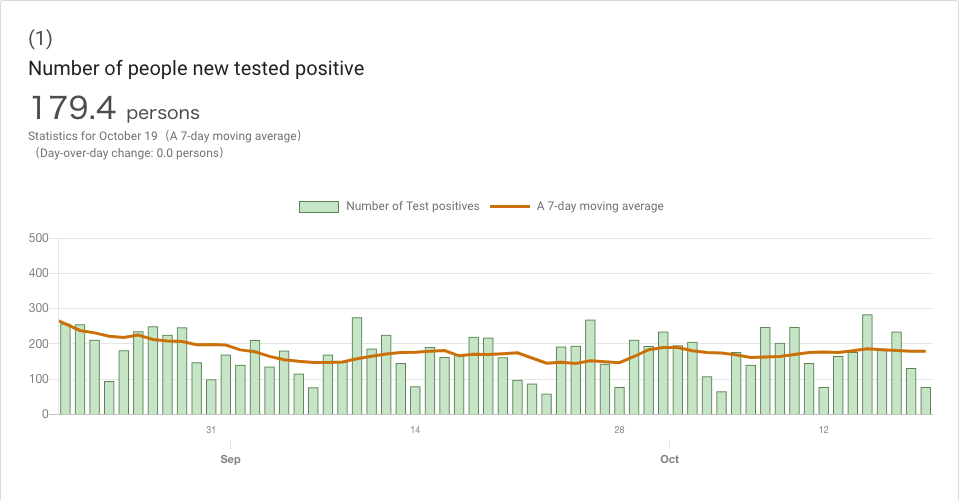 (1)
Number of people new tested positive
179.4 persons
Statistics for October 19（A 7-day moving average）
（Day-over-day change: 0.0 persons）
Number of Test positives A 7-day moving average
500
400
300
200
100
0
31 14 28 12
Sep Oct